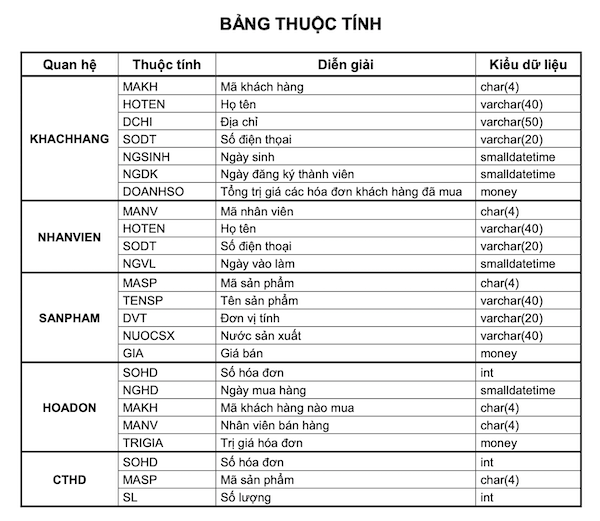 BẢNG THUỘC TÍNH
Quan hệ Thuộc tính Diễn giải Kiểu dữ liệu
KHACHHANG
MAKH Mã khách hàng char(4)
HOTEN Họ tên varchar(40)
DCHI Địa chỉ varchar(50)
SODT Số điện thọai varchar(20)
NGSINH Ngày sinh smalldatetime
NGDK Ngày đăng ký thành viên smalldatetime
DOANHSO Tổng trị giá các hóa đơn khách hàng đã mua money
NHANVIEN
MANV Mã nhân viên char(4)
HOTEN Họ tên varchar(40)
SODT Số điện thoại varchar(20)
NGVL Ngày vào làm smalldatetime
SANPHAM
MASP Mã sản phẩm char(4)
TENSP Tên sản phẩm varchar(40)
DVT Đơn vị tính varchar(20)
NUOCSX Nước sản xuất varchar(40)
GIA Giá bán money
HOADON
SOHD Số hóa đơn int
NGHD Ngày mua hàng smalldatetime
MAKH Mã khách hàng nào mua char(4)
MANV Nhân viên bán hàng char(4)
TRIGIA Trị giá hóa đơn money
CTHD
SOHD Số hóa đơn int
MASP Mã sản phẩm char(4)
SL Số lượng int